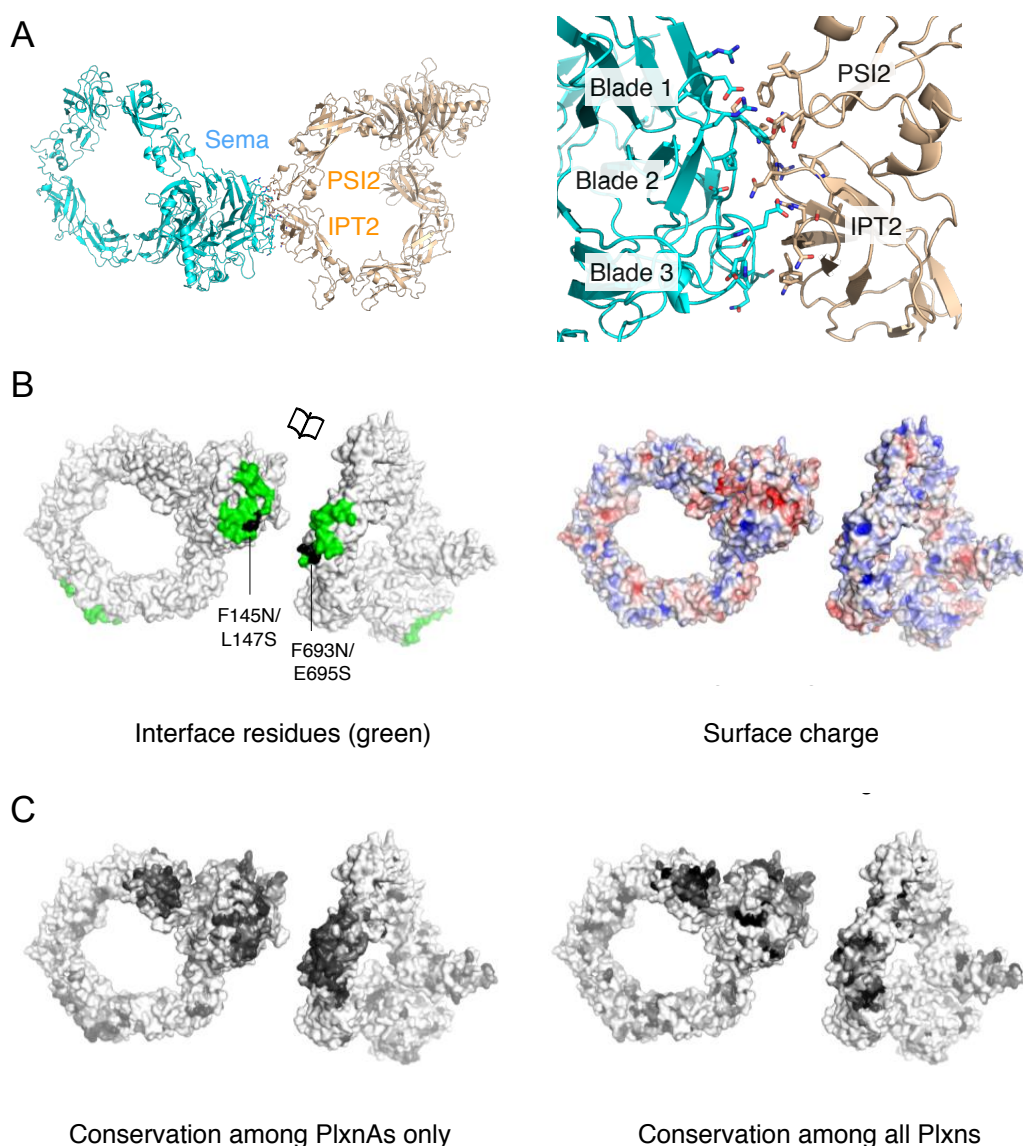 A
Sema
PSI2
IPT2
Blade 1
Blade 2
Blade 3
PSI2
IPT2
B
F145N/
L147S
F693N/
E695S
Interface residues (green)
Surface charge
C
Conservation among PlxnAs only
Conservation among all Plxns